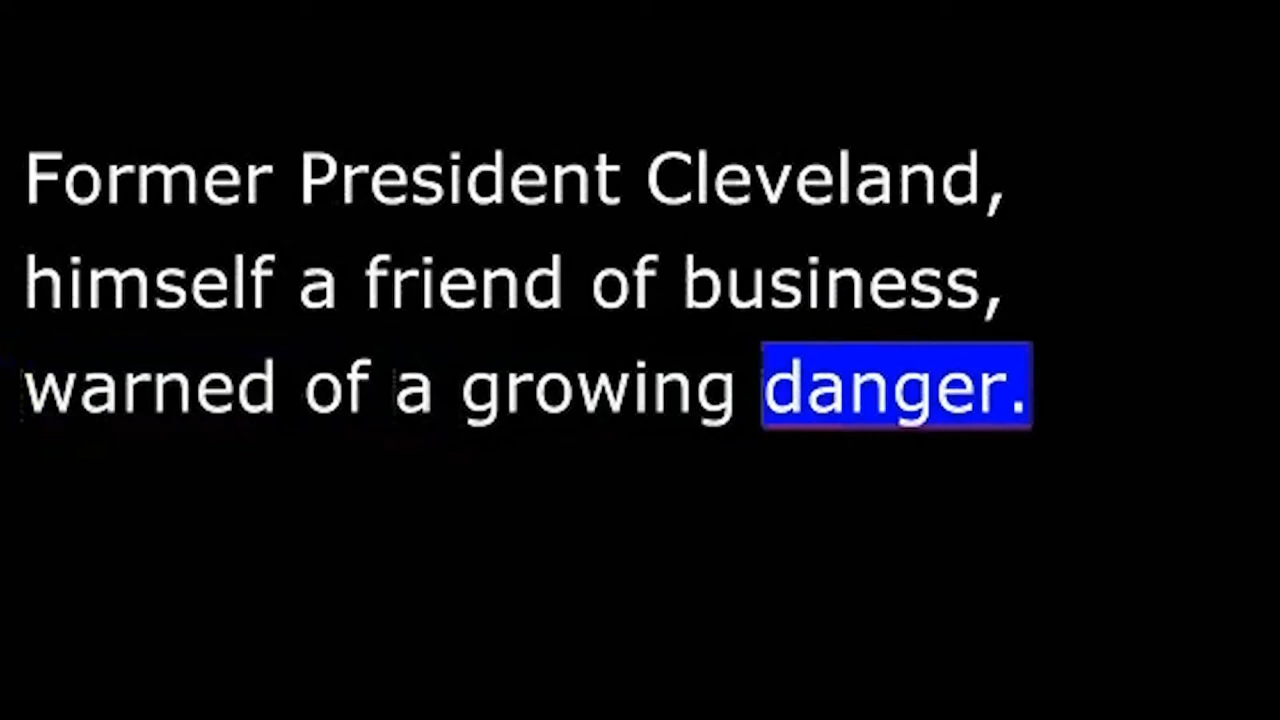 Former President Cleveland,
himself a friend of business,
warned of a growing danger.